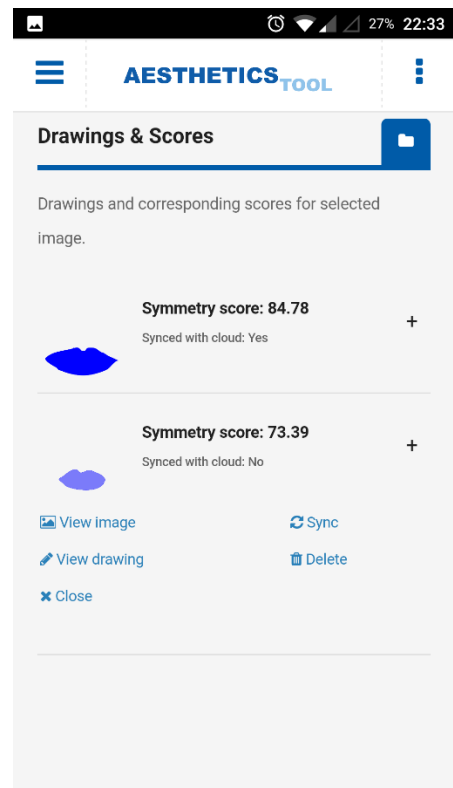 27% 22:33
AESTHETICS TOOL
Drawings & Scores
Drawings and corresponding scores for selected
image.
Symmetry score: 84.78
+
Synced with cloud: Yes
Symmetry score: 73.39
+
Synced with cloud: No
View image
Sync
View drawing
Delete
Close